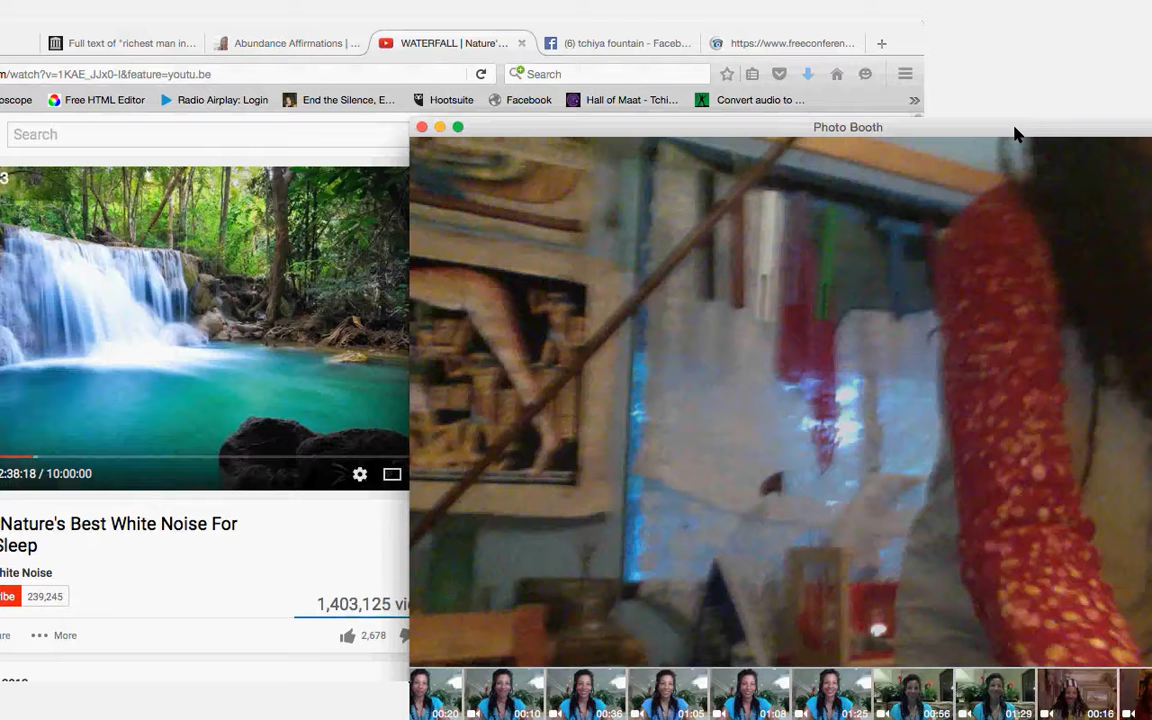 Full text of "richest man in...
Abundance Affirmations | ...
WATERFALL | Nature'...
(6) tchiya fountain - Faceb...
https://www.freeconferen...
m/watch?v=1KAE_JJx0-I&feature=youtu.be
Search
oscope
Free HTML Editor
Radio Airplay: Login
End the Silence, E...
Hootsuite
Facebook
Hall of Maat - Tchi...
Convert audio to ...
Search
Photo Booth
3
2:38:18 / 10:00:00
Nature's Best White Noise For
Sleep
hite Noise
ibe 239,245
1,403,125 vi
are ••• More 2,678
00:20 00:10 00:36 01:05 01:08 01:25 00:56 01:29 00:16